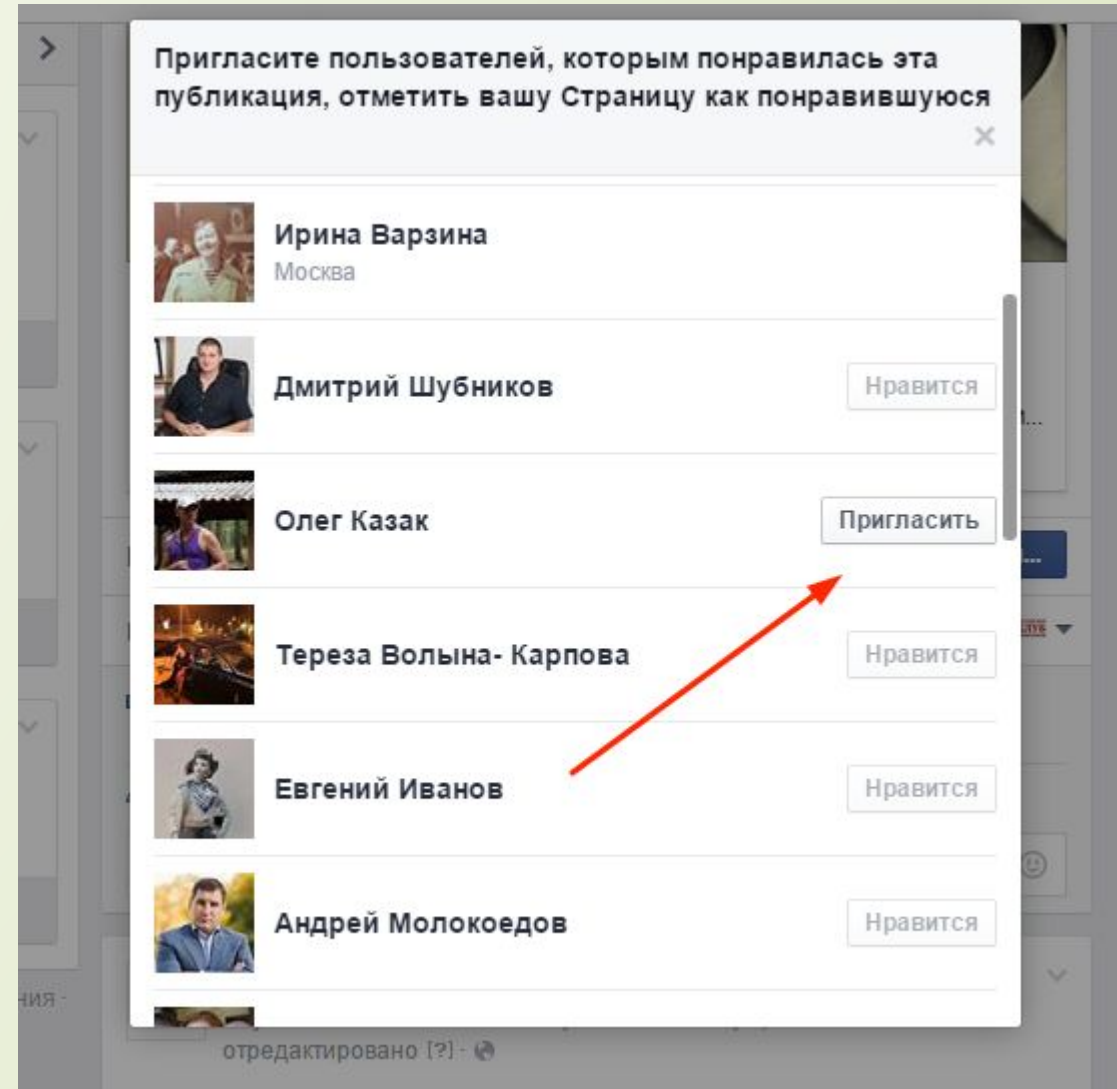 Пригласите пользователей, которым понравилась эта
публикация, отметить вашу Страницу как понравившуюся
Ирина Варзина
Москва
Дмитрий Шубников
Нравится
Олег Казак
Пригласить
Тереза Волына- Карпова
Нравится
Евгений Иванов
Нравится
Андрей Молокоедов
Нравится
отредактировано [?] ·